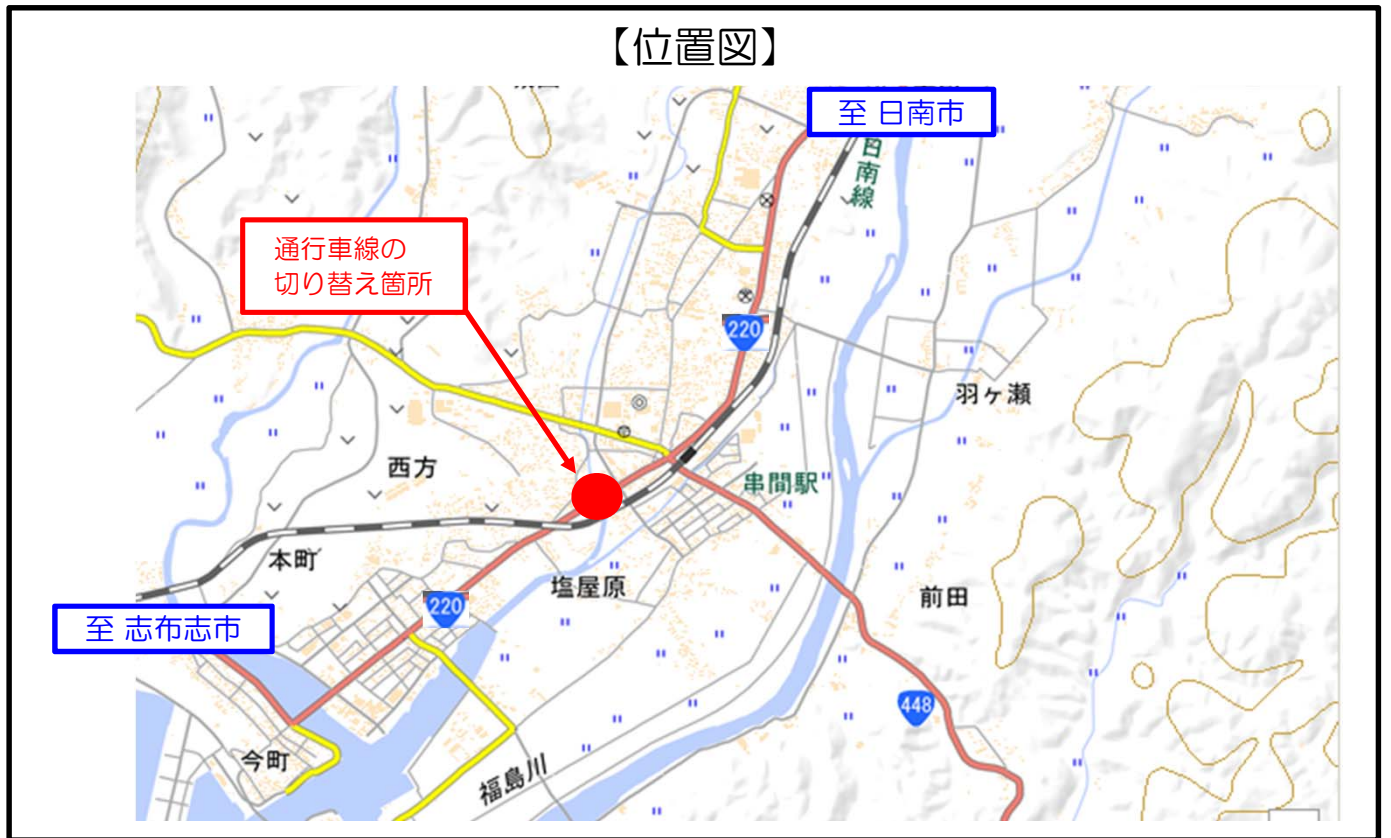 【位置図】
至 日南市
日南線
通行車線の
切り替え箇所
220
羽ヶ瀬
西方
串間駅
本町
塩屋原
前田
220
至 志布志市
448
今町
福島川